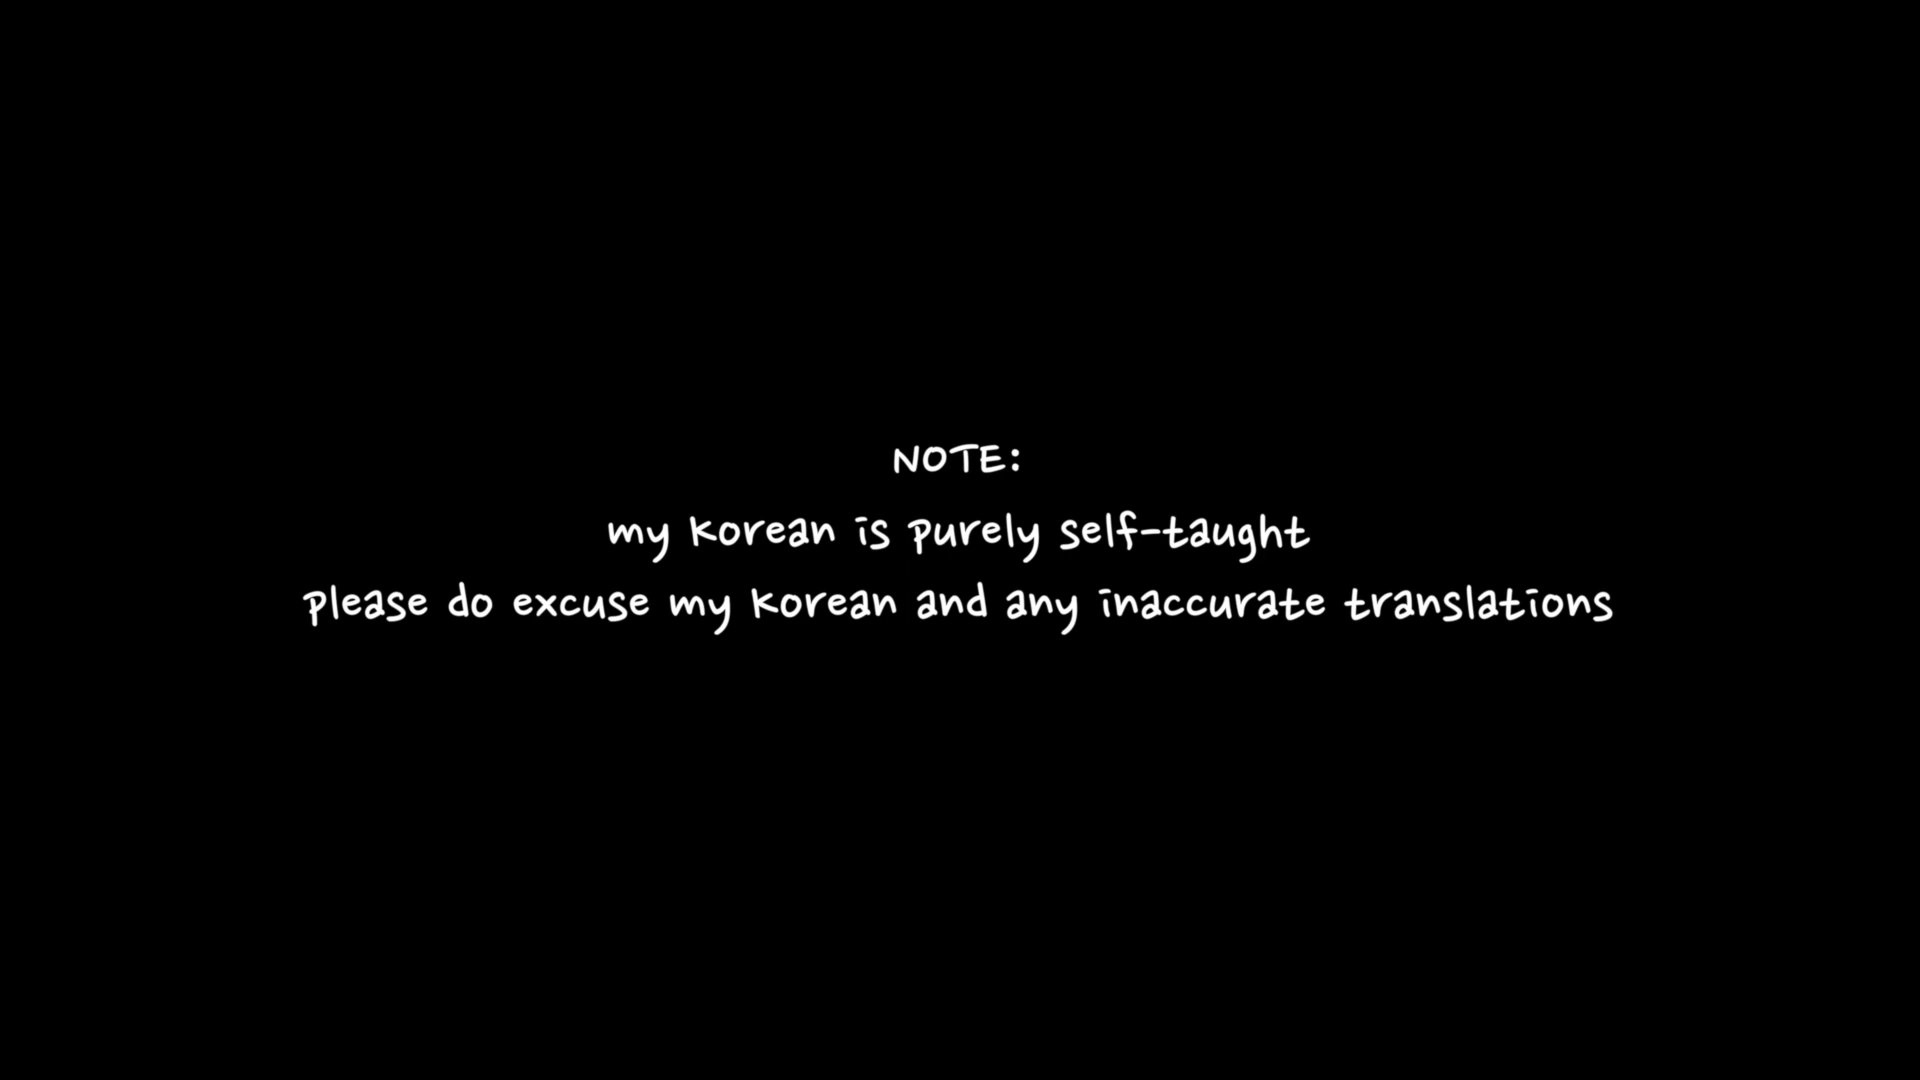 NOTE:
my korean is purely self-taught
please do excuse my korean and any inaccurate translations